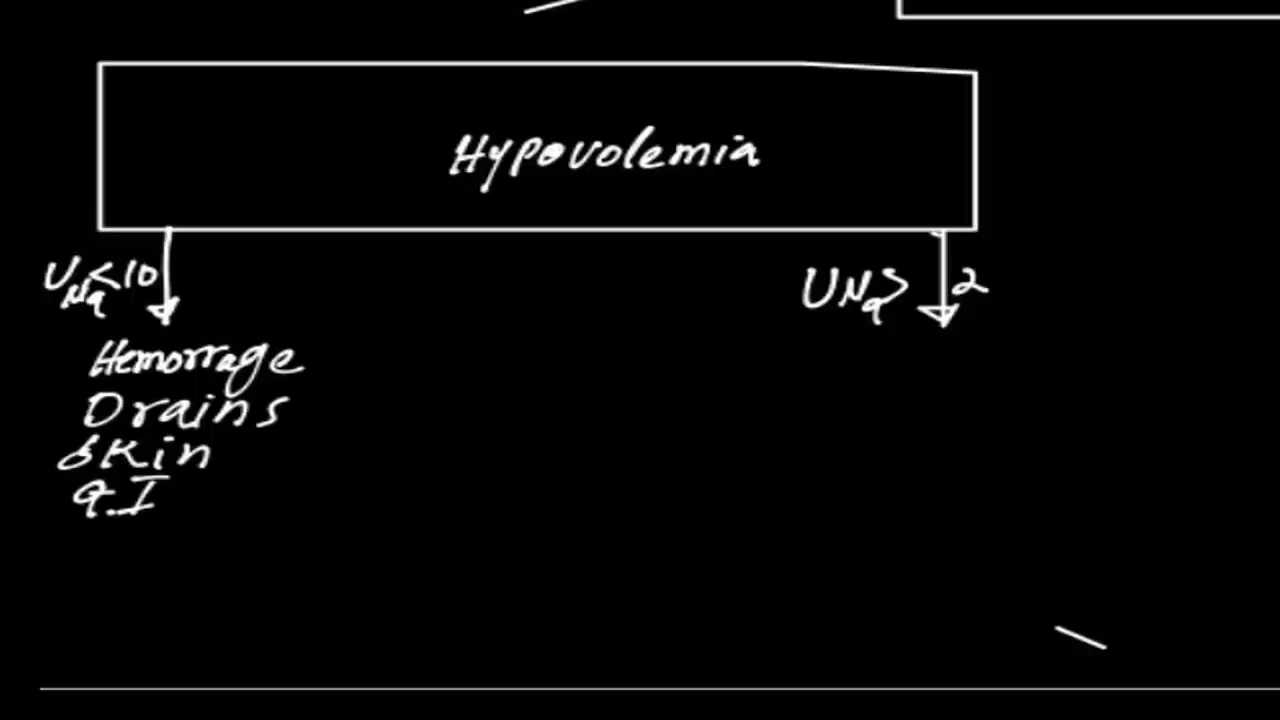 Hypovolemia
UNa<10
UNa> 2
Hemorrage
Drains
Skin
G.I